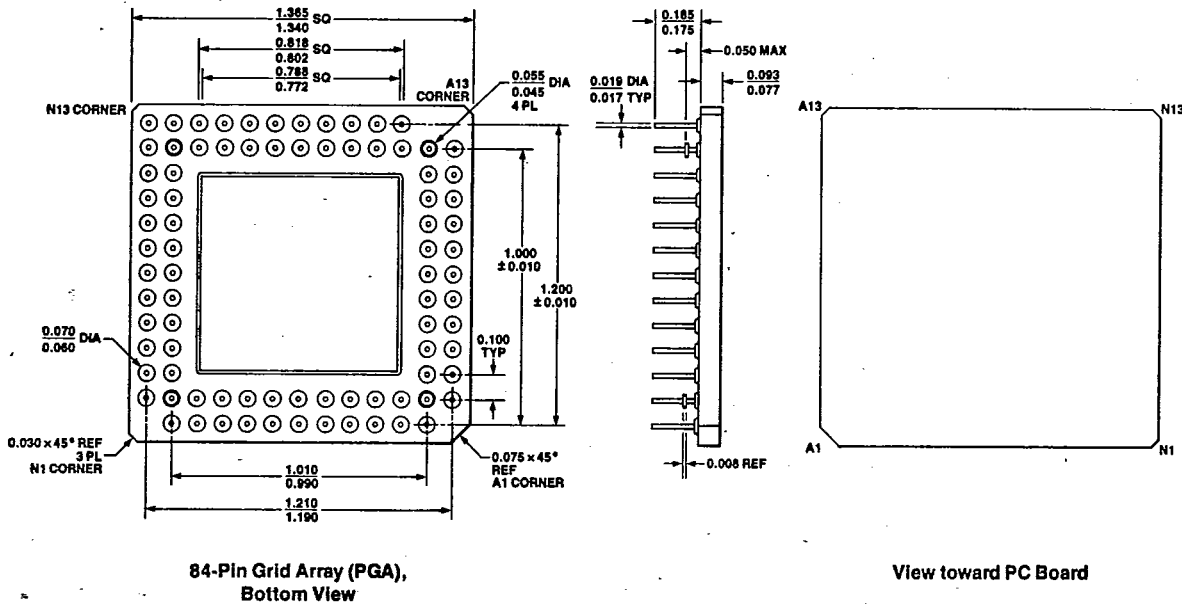 1.365
1.340 SQ
0.818
0.602 SQ
0.788
0.772 SQ
A13
CORNER
0.055 DIA
0.045
4 PL
N13 CORNER
1.000
±0.010
1.200
±0.010
0.100
TYP
0.070 DIA
0.060
0.030 × 45° REF
3 PL
N1 CORNER
0.075 × 45°
REF
A1 CORNER
1.010
0.990
1.210
1.190
84-Pin Grid Array (PGA),
Bottom View
0.185
0.175
0.050 MAX
0.019 DIA
0.017 TYP
0.093
0.077
0.008 REF
A13
N13
A1
N1
View toward PC Board